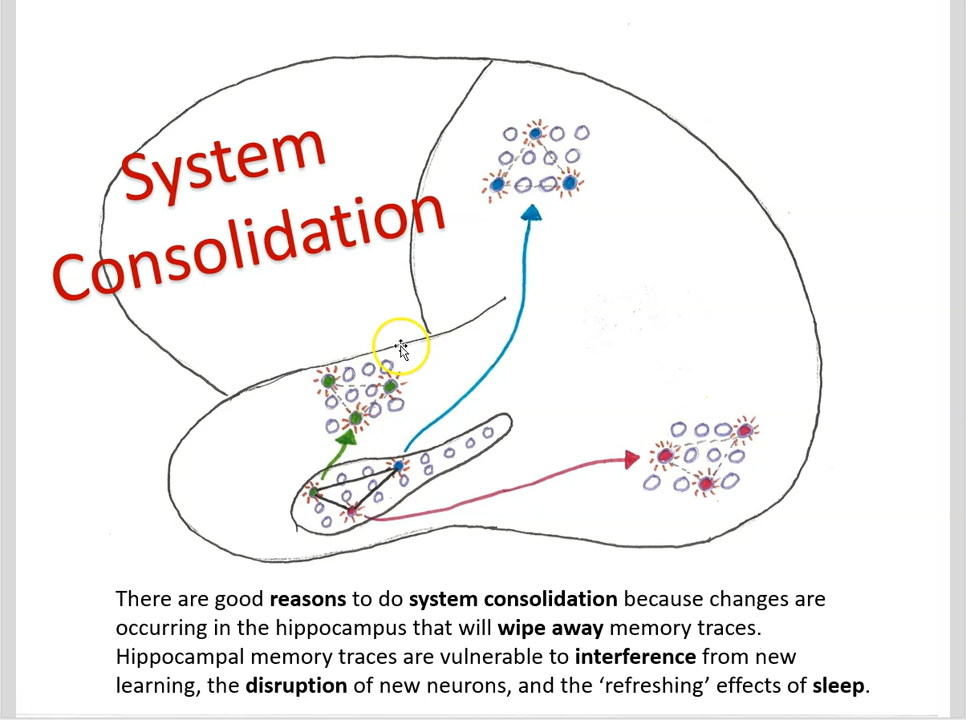 System
Consolidation
There are good reasons to do system consolidation because changes are
occurring in the hippocampus that will wipe away memory traces.
Hippocampal memory traces are vulnerable to interference from new
learning, the disruption of new neurons, and the ‘refreshing’ effects of sleep.